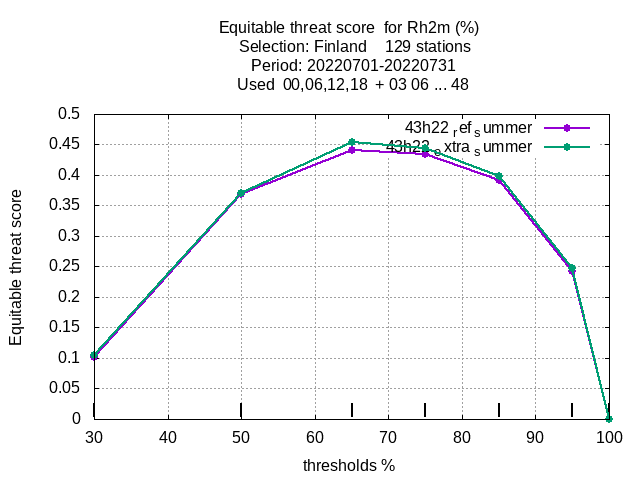 Equitable threat score for Rh2m (%)
Selection: Finland 129 stations
Period: 20220701-20220731
Used 00,06,12,18 + 03 06 ... 48
43h22 ref summer
43h22 extra summer
Equitable threat score
0.5
0.45
0.4
0.35
0.3
0.25
0.2
0.15
0.1
0.05
0
30 40 50 60 70 80 90 100
thresholds %